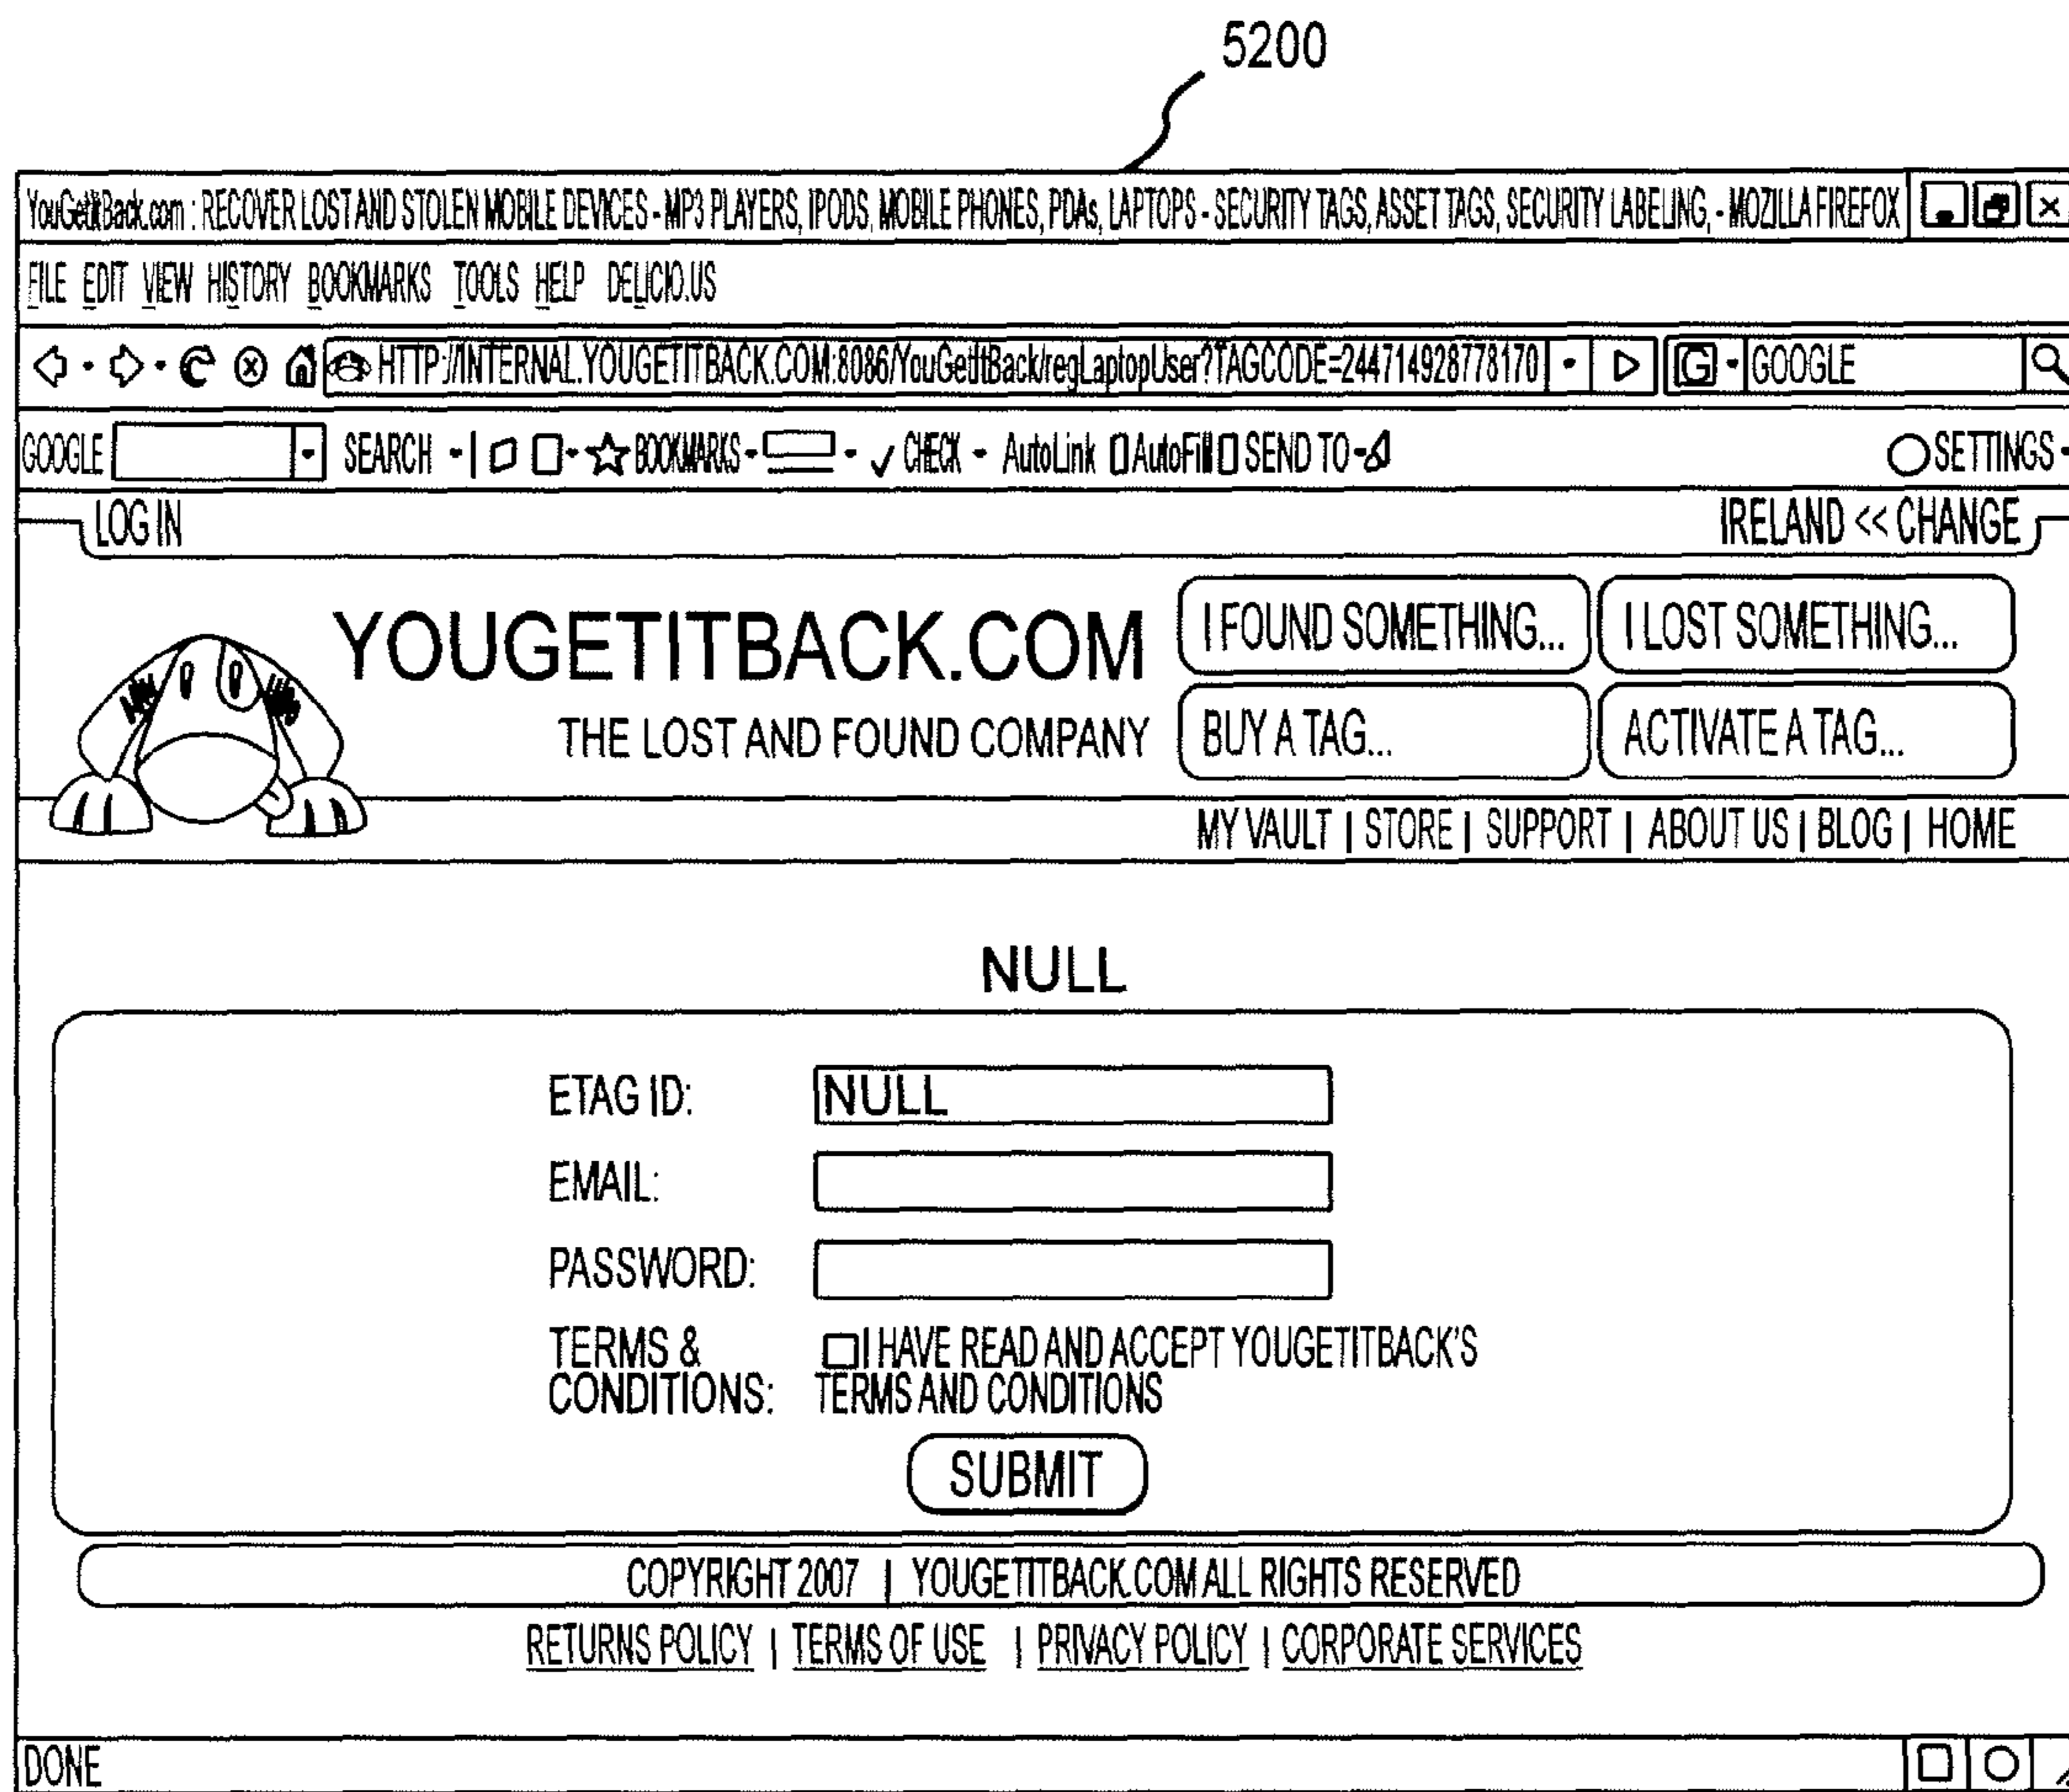 5200
YouGetItBack.com : RECOVER LOST AND STOLEN MOBILE DEVICES - MP3 PLAYERS, IPODS, MOBILE PHONES, PDAs, LAPTOPS - SECURITY TAGS, ASSET TAGS, SECURITY LABELING, - MOZILLA FIREFOX
FILE EDIT VIEW HISTORY BOOKMARKS TOOLS HELP DELICIO.US
HTTP://INTERNAL.YOUGETITBACK.COM:8086/YouGetItBack/regLaptopUser?TAGCODE=244714928778170 G GOOGLE
GOOGLE SEARCH BOOKMARKS CHECK AutoLink AutoFill SEND TO SETTINGS
LOG IN IRELAND << CHANGE
YOUGETITBACK.COM
THE LOST AND FOUND COMPANY
I FOUND SOMETHING... I LOST SOMETHING...
BUY A TAG... ACTIVATE A TAG...
MY VAULT | STORE | SUPPORT | ABOUT US | BLOG | HOME
NULL
ETAG ID: NULL
EMAIL:
PASSWORD:
TERMS & CONDITIONS: I HAVE READ AND ACCEPT YOUGETITBACK'S
TERMS AND CONDITIONS
SUBMIT
COPYRIGHT 2007 | YOUGETITBACK.COM ALL RIGHTS RESERVED
RETURNS POLICY | TERMS OF USE | PRIVACY POLICY | CORPORATE SERVICES
DONE